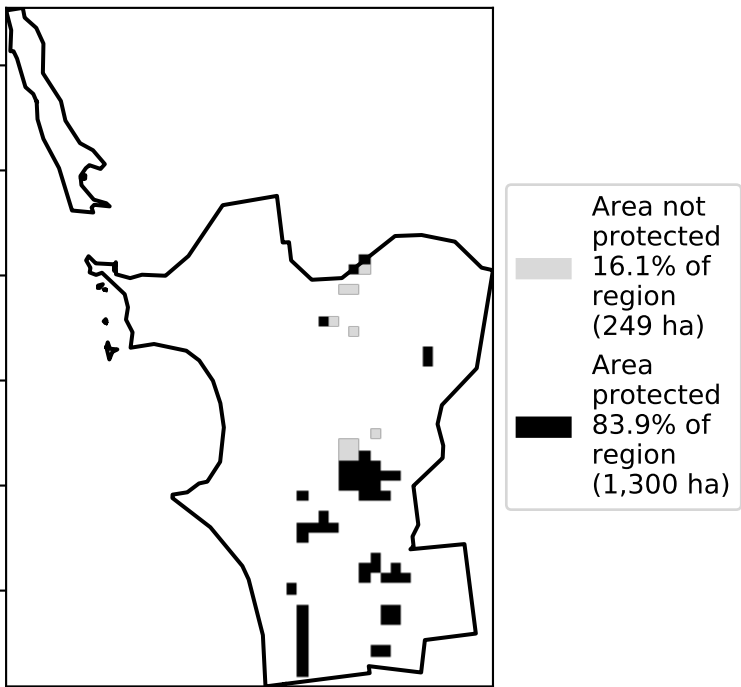 Area not
protected
16.1% of
region
(249 ha)
Area
protected
83.9% of
region
(1,300 ha)